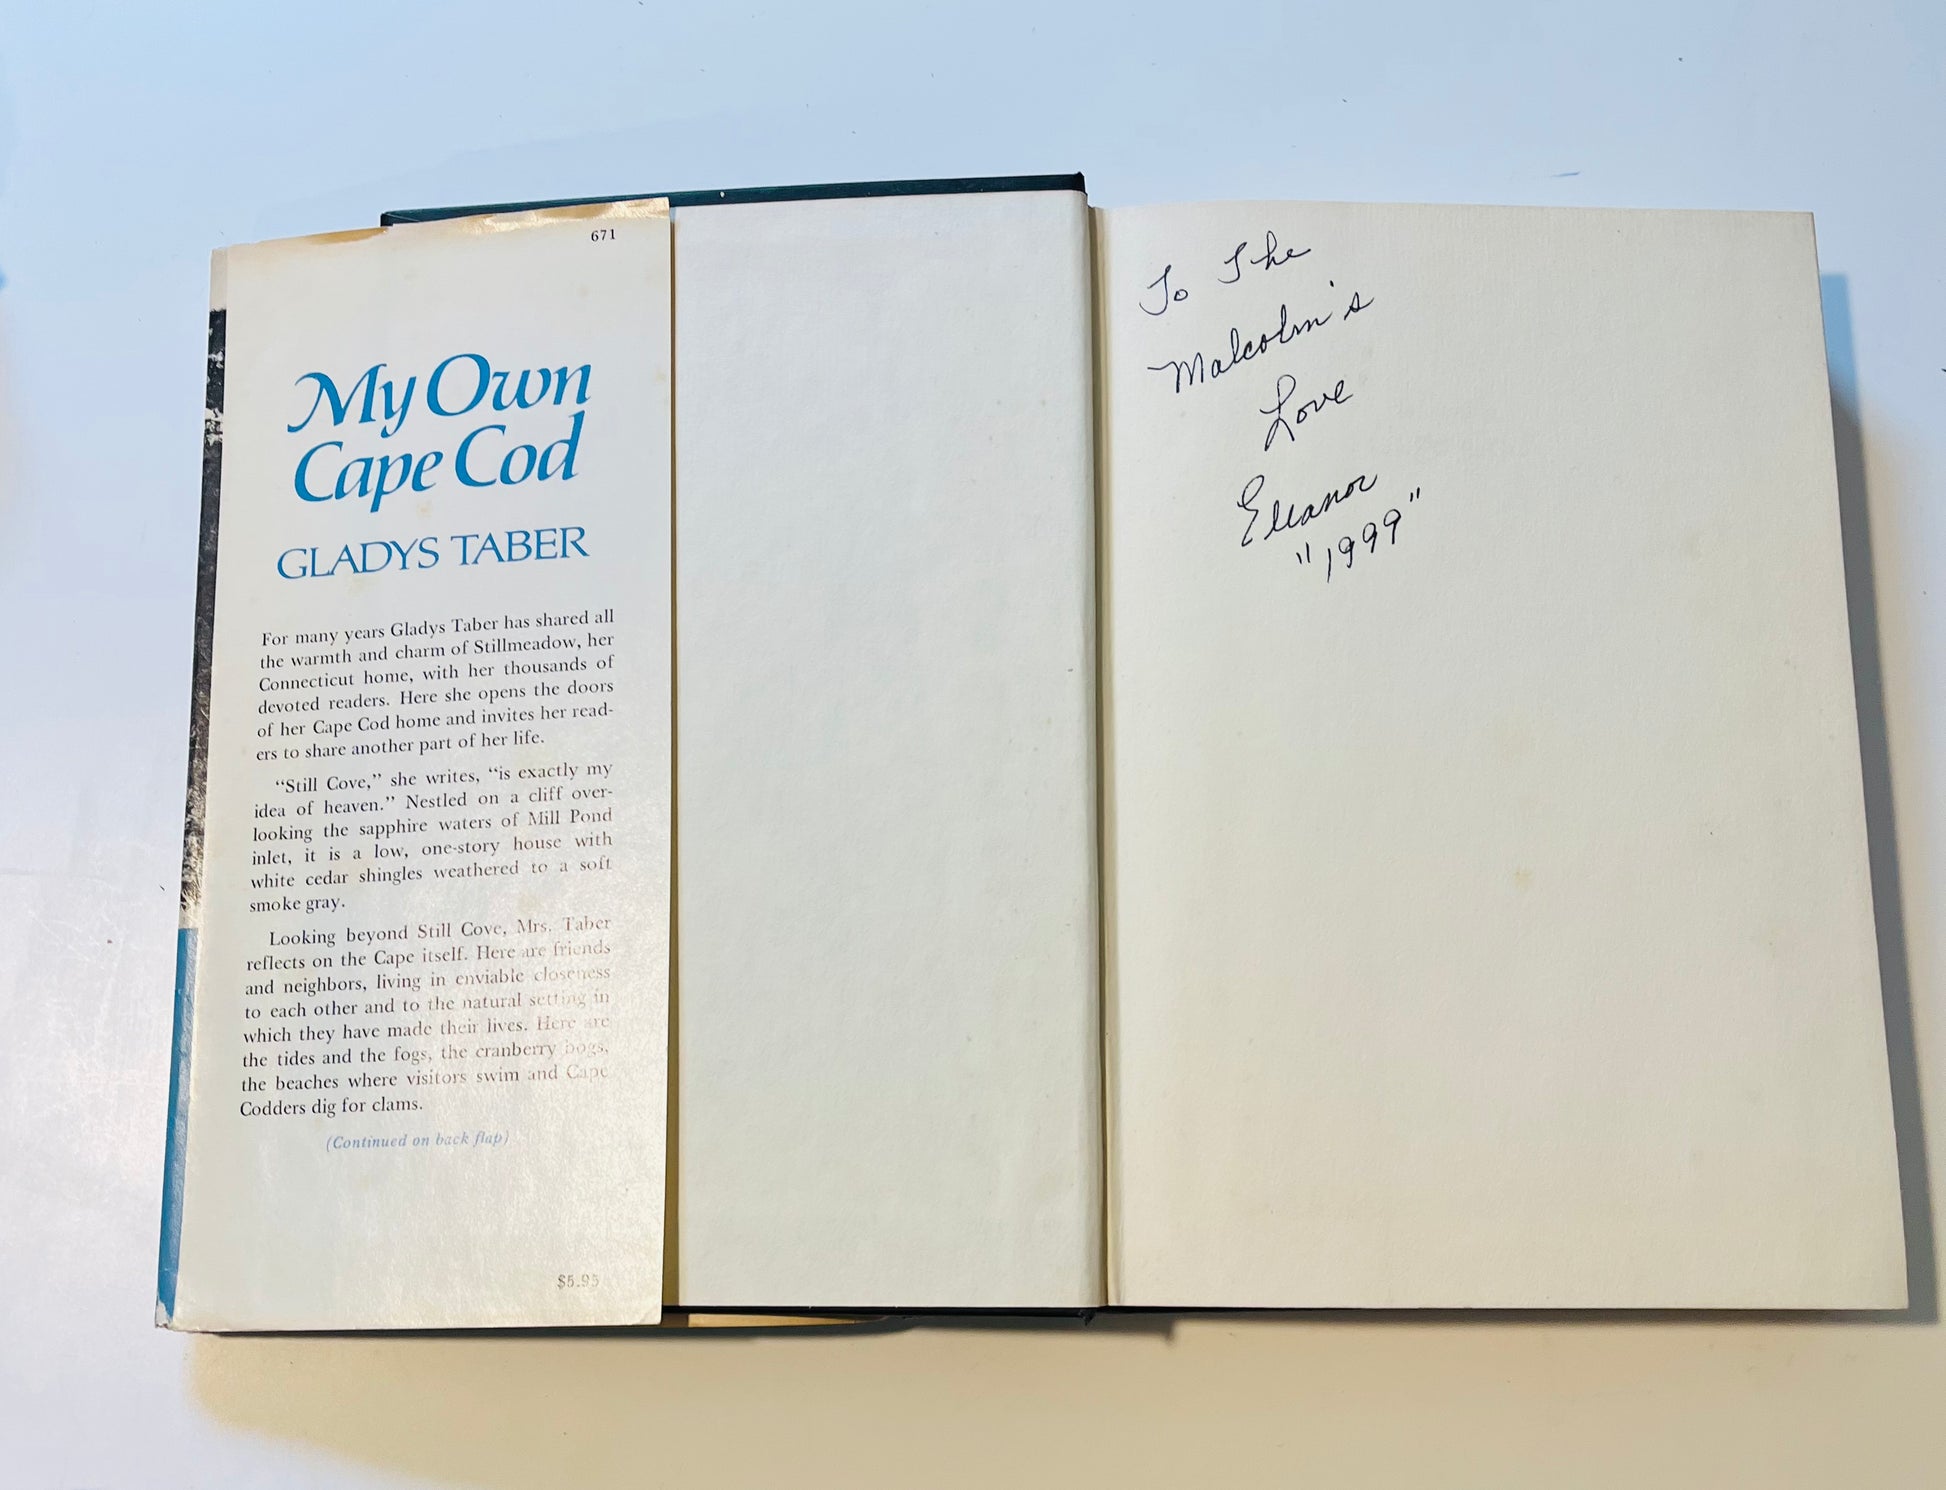 671
My Own
Cape Cod
GLADYS TABER
For many years Gladys Taber has shared all
the warmth and charm of Stillmeadow, her
Connecticut home, with her thousands of
devoted readers. Here she opens the doors
of her Cape Cod home and invites her read-
ers to share another part of her life.
“Still Cove,” she writes, “is exactly my
idea of heaven.” Nestled on a cliff over-
looking the sapphire waters of Mill Pond
inlet, it is a low, one-story house with
white cedar shingles weathered to a soft
smoke gray.
Looking beyond Still Cove, Mrs. Taber
reflects on the Cape itself. Here are friends
and neighbors, living in enviable closeness
to each other and to the natural setting in
which they have made their lives. Here are
the tides and the fogs, the cranberry bogs,
the beaches where visitors swim and Cape
Codders dig for clams.
(Continued on back flap)
$5.95
To The
Malcolm's
Love
Eleanor
"1999"